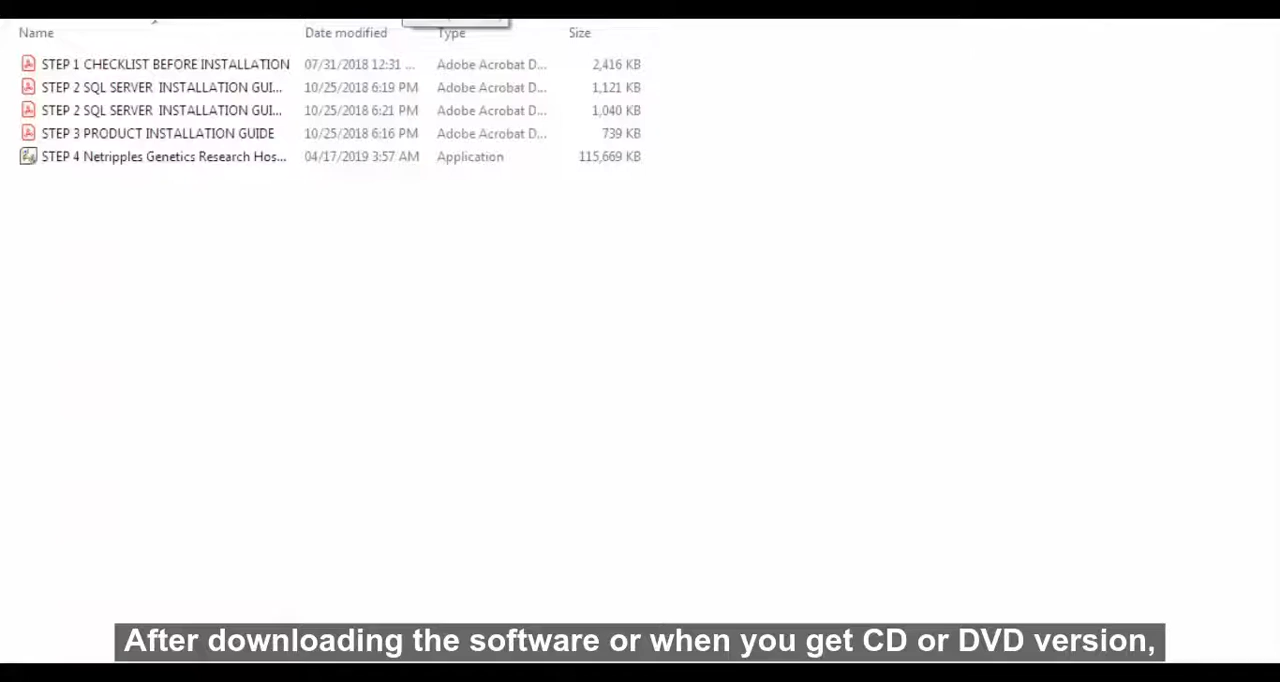 Name Date modified Type Size
STEP 1 CHECKLIST BEFORE INSTALLATION 07/31/2018 12:31 ... Adobe Acrobat D... 2,416 KB
STEP 2 SQL SERVER INSTALLATION GUI... 10/25/2018 6:19 PM Adobe Acrobat D... 1,121 KB
STEP 2 SQL SERVER INSTALLATION GUI... 10/25/2018 6:21 PM Adobe Acrobat D... 1,040 KB
STEP 3 PRODUCT INSTALLATION GUIDE 10/25/2018 6:16 PM Adobe Acrobat D... 739 KB
STEP 4 Netripples Genetics Research Hos... 04/17/2019 3:57 AM Application 115,669 KB
After downloading the software or when you get CD or DVD version,